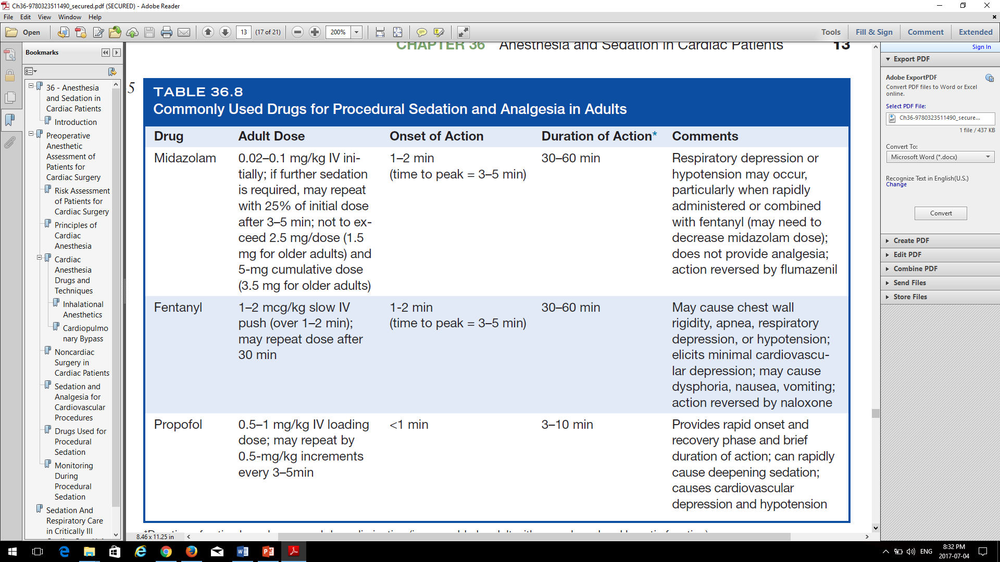 Ch36-9780323511490_secured.pdf (SECURED) - Adobe Reader
File Edit View Window Help
Open 13 (17 of 21) 200% Tools Fill & Sign Comment Extended
Sign In
Bookmarks
36 - Anesthesia
and Sedation in
Cardiac Patients
Introduction
Preoperative
Anesthetic
Assessment of
Patients for
Cardiac Surgery
Risk Assessment
of Patients for
Cardiac Surgery
Principles of
Cardiac
Anesthesia
Cardiac
Anesthesia
Drugs and
Techniques
Inhalational
Anesthetics
Cardiopulmo
nary Bypass
Noncardiac
Surgery in
Cardiac Patients
Sedation and
Analgesia for
Cardiovascular
Procedures
Drugs Used for
Procedural
Sedation
Monitoring
During
Procedural
Sedation
Sedation And
Respiratory Care
in Critically Ill
CHAPTER 36 Anesthesia and Sedation in Cardiac Patients 13
5
TABLE 36.8
Commonly Used Drugs for Procedural Sedation and Analgesia in Adults
Drug Adult Dose Onset of Action Duration of Action* Comments
Midazolam 0.02–0.1 mg/kg IV ini- 1–2 min 30–60 min Respiratory depression or
tially; if further sedation (time to peak = 3–5 min) hypotension may occur,
is required, may repeat particularly when rapidly
with 25% of initial dose administered or combined
after 3–5 min; not to ex- with fentanyl (may need to
ceed 2.5 mg/dose (1.5 decrease midazolam dose);
mg for older adults) and does not provide analgesia;
5-mg cumulative dose action reversed by flumazenil
(3.5 mg for older adults)
Fentanyl 1–2 mcg/kg slow IV 1-2 min 30–60 min May cause chest wall
push (over 1–2 min); (time to peak = 3–5 min) rigidity, apnea, respiratory
may repeat dose after depression, or hypotension;
30 min elicits minimal cardiovascu-
lar depression; may cause
dysphoria, nausea, vomiting;
action reversed by naloxone
Propofol 0.5–1 mg/kg IV loading <1 min 3–10 min Provides rapid onset and
dose; may repeat by recovery phase and brief
0.5-mg/kg increments duration of action; can rapidly
every 3–5min cause deepening sedation;
causes cardiovascular
depression and hypotension
8.46 x 11.25 in
Export PDF
Adobe ExportPDF
Convert PDF files to Word or Excel
online.
Select PDF File:
Ch36-9780323511490_secure...
1 file / 437 KB
Convert To:
Microsoft Word (*.docx)
Recognize Text in English(U.S.)
Change
Convert
Create PDF
Edit PDF
Combine PDF
Send Files
Store Files
ENG
8:32 PM
2017-07-04